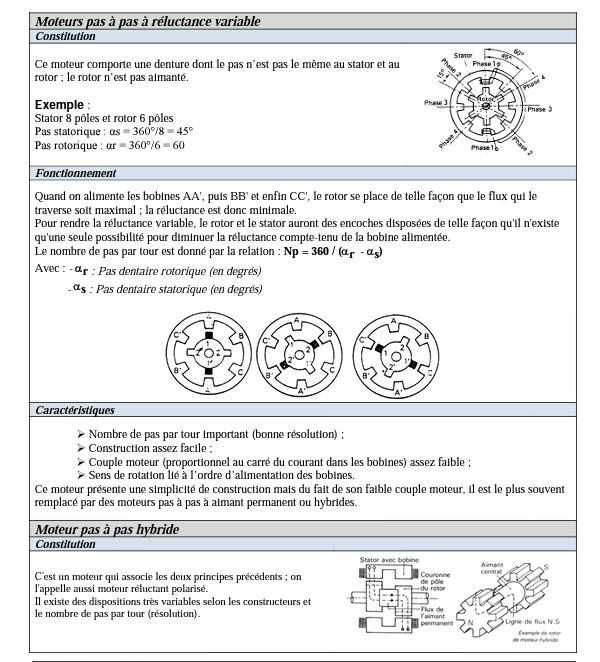 Moteurs pas à pas à réluctance variable
Constitution
Ce moteur comporte une denture dont le pas n'est pas le même au stator et au
rotor ; le rotor n'est pas aimanté.
Exemple :
Stator 8 pôles et rotor 6 pôles
Pas statorique : αs = 360°/8 = 45°
Pas rotorique : αr = 360°/6 = 60
Stator
Phase 1
60°
45°
Phase 2
15°
Phase 4
Rotor
Phase 3
Phase 3
Phase 4
Phase 1
Phase 2
Fonctionnement
Quand on alimente les bobines AA', puis BB' et enfin CC', le rotor se place de telle façon que le flux qui le
traverse soit maximal ; la réluctance est donc minimale.
Pour rendre la réluctance variable, le rotor et le stator auront des encoches disposées de telle façon qu'il n'existe
qu'une seule possibilité pour diminuer la réluctance compte-tenu de la bobine alimentée.
Le nombre de pas par tour est donné par la relation : Np = 360 / (αr - αs)
Avec : - αr : Pas dentaire rotorique (en degrés)
- αs : Pas dentaire statorique (en degrés)
A
A
A
C'
B
C'
B
C'
B
1
2
1
2
1
2
2'
1'
2'
1'
2'
1'
B'
C
B'
C
B'
C
A
A'
A'
Caractéristiques
➢ Nombre de pas par tour important (bonne résolution) ;
➢ Construction assez facile ;
➢ Couple moteur (proportionnel au carré du courant dans les bobines) assez faible ;
➢ Sens de rotation lié à l'ordre d'alimentation des bobines.
Ce moteur présente une simplicité de construction mais du fait de son faible couple moteur, il est le plus souvent
remplacé par des moteurs pas à pas à aimant permanent ou hybrides.
Moteur pas à pas hybride
Constitution
C'est un moteur qui associe les deux principes précédents ; on
l'appelle aussi moteur réluctant polarisé.
Il existe des dispositions très variables selon les constructeurs et
le nombre de pas par tour (résolution).
Stator avec bobine
Couronne
de pôle
du rotor
Flux de
l'aimant
permanent
Aimant
central
S
N
Ligne de flux N.S
Exemple de rotor
de moteur hybride.